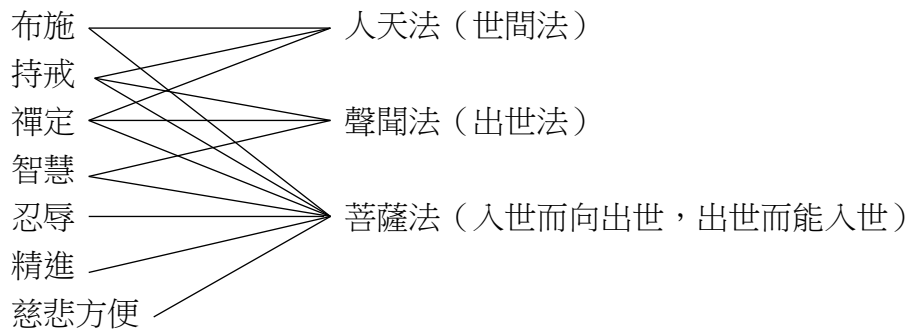 布施
持戒
禪定
智慧
忍辱
精進
慈悲方便
人天法（世間法）
聲聞法（出世法）
菩薩法（入世而向出世，出世而能入世）